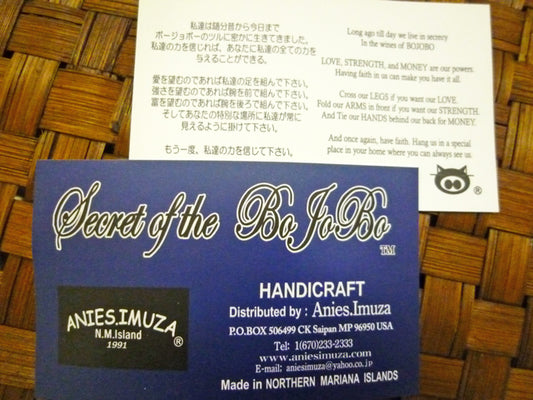 私達は随分昔から今日まで
ボージョボーのツルに密かに生きてきました。
私達の力を信じれば、あなたに私達の全ての力を
与えることができる。
愛を望むのであれば私達の足を組んで下さい。
強さを望むのであれば腕を前で組んで下さい。
富を望むのであれば腕を後ろで組んで下さい。
そしてあなたの特別な場所に私達が常に
見えるように掛けて下さい。
もう一度、私達の力を信じて下さい。
Long ago till day we live in secrecy
In the wines of BOJOBO
LOVE, STRENGTH, and MONEY are our powers.
Having faith in us can make you have it all.
Cross our LEGS if you want our LOVE.
Fold our ARMS in front if you want our STRENGTH.
And Tie our HANDS behind our back for MONEY.
And once again, have faith. Hang us in a special
place in your home where you can always see us.
®
Secret of the BoJoBo
TM
HANDICRAFT
Distributed by : Anies.Imuza
P.O.BOX 506499 CK Saipan MP 96950 USA
Tel: 1(670)233-2333
www.aniesimuza.com
E-mail: aniesimuza@yahoo.co.jp
Made in NORTHERN MARIANA ISLANDS
ANIES.IMUZA
N.M.Island
1991
®